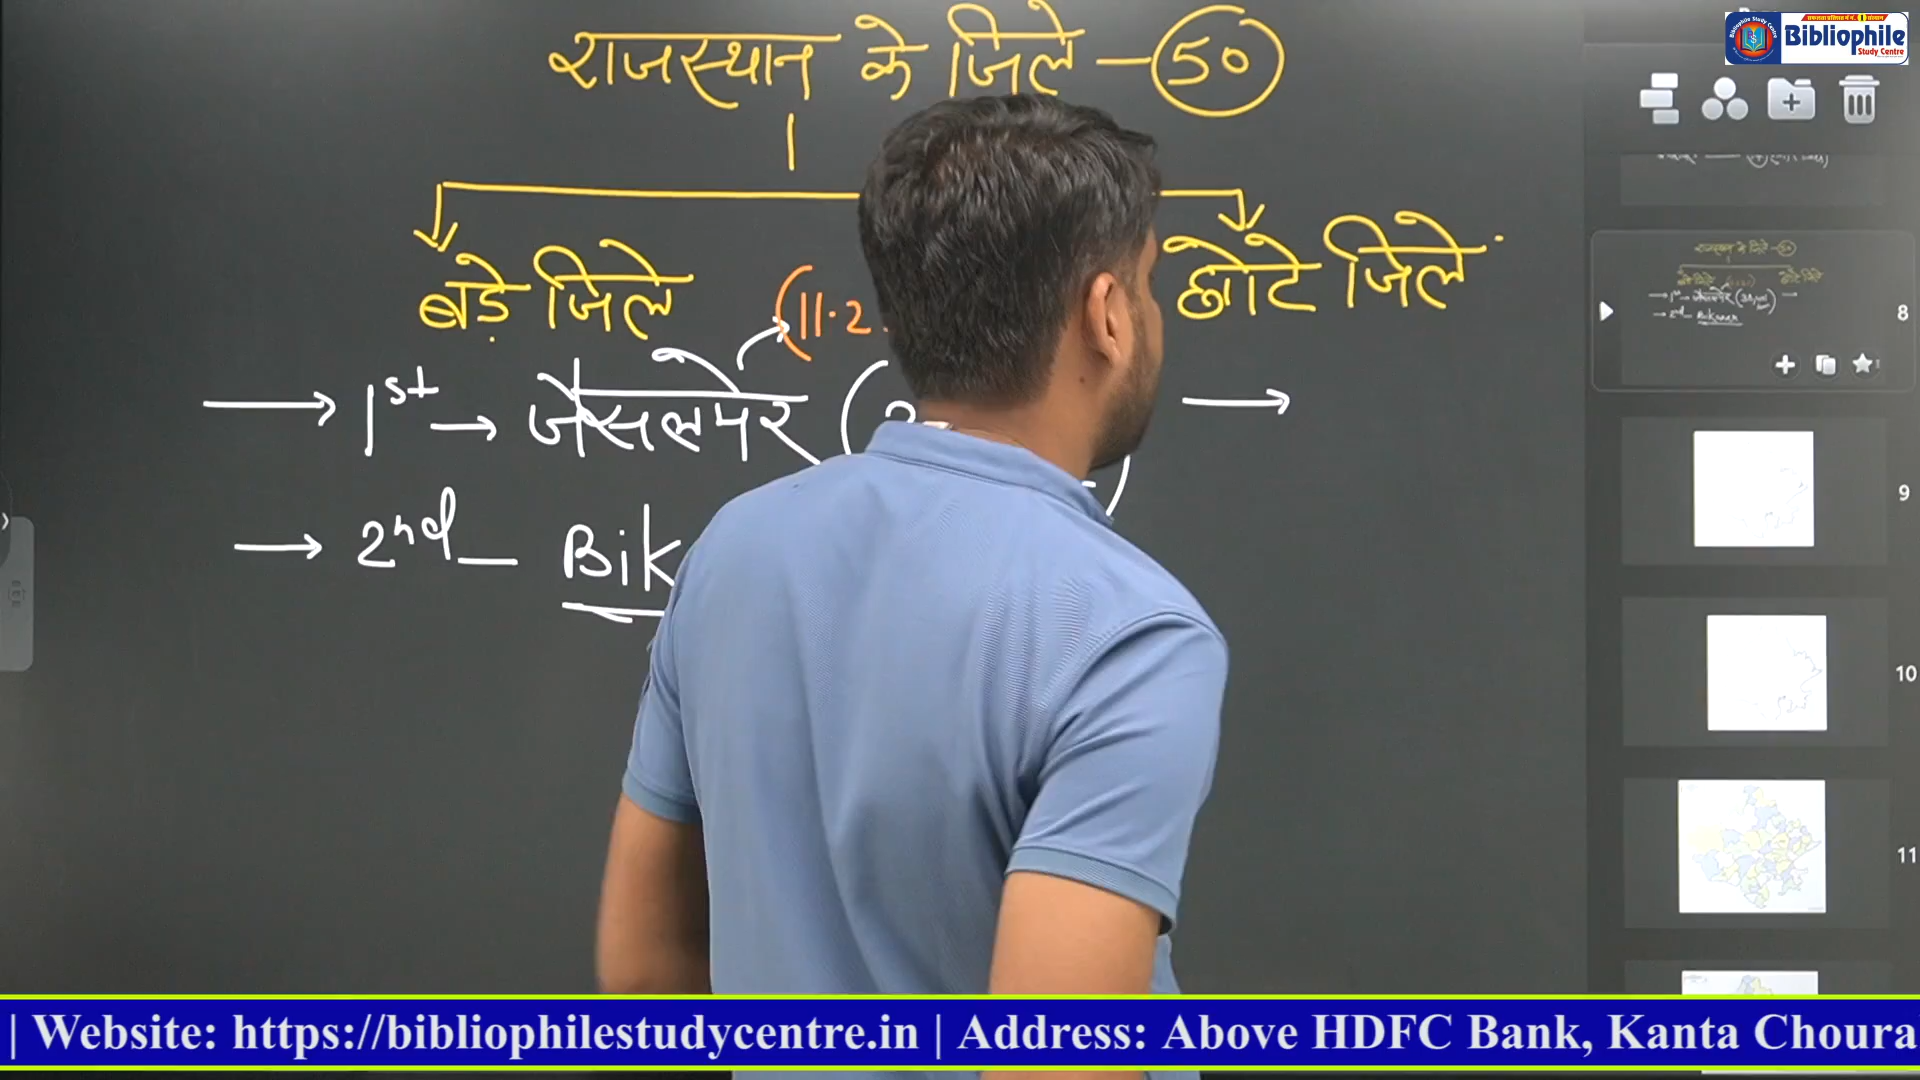 राजस्थान के जिले - 50
बड़े जिले
छोटे जिले
(11.2
1st → जैसलमेर (
2nd - Bik
Bibliophile
Study Centre
8
9
10
11
| Website: https://bibliophilestudycentre.in | Address: Above HDFC Bank, Kanta Choura